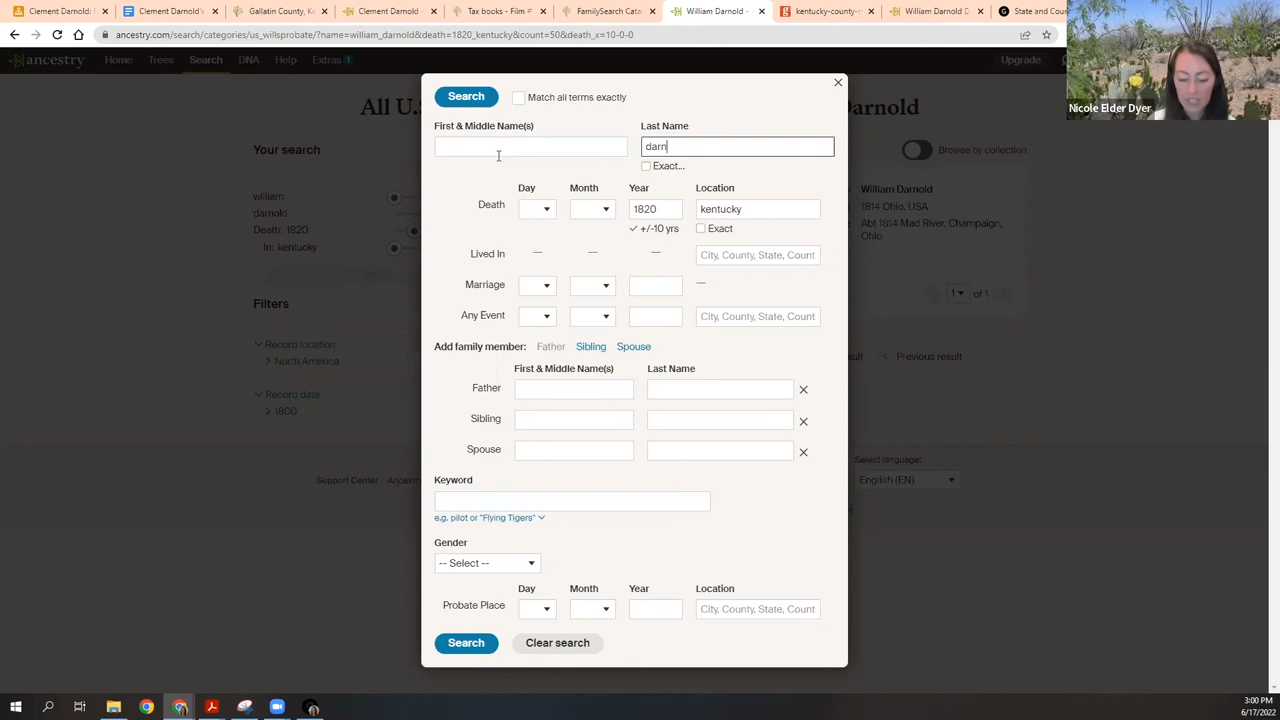 Clement Darnold: 
Clement Darnold's
Gallatin County, Ke
Clement Darnold -
Tax books - Film #
FamilySearch Cata
William Darnold -
kentucky-county-r
William Darnold D
State and Coun
ancestry.com/search/categories/us_willsprobate/?name=william_darnold&death=1820_kentucky&count=50&death_x=10-0-0
ancestry
Home
Trees
Search
DNA
Help
Extras 1
Upgrade
All U.S
Darnold
Your search
william
darnold
Death: 1820
In: kentucky
Filters
Record location
North America
Record date
1800
Search
Match all terms exactly
First & Middle Name(s)
Last Name
darn
Exact...
Day
Month
Year
Location
Death
1820
kentucky
✓ +/-10 yrs
Exact
Lived In
City, County, State, Count
Marriage
Any Event
City, County, State, Count
Add family member:
Father
Sibling
Spouse
First & Middle Name(s)
Last Name
Father
Sibling
Spouse
Keyword
e.g. pilot or "Flying Tigers"
Gender
-- Select --
Day
Month
Year
Location
Probate Place
City, County, State, Count
Search
Clear search
Browse by collection
William Darnold
1814 Ohio, USA
Abt 1814 Mad River, Champaign,
Ohio
1
of 1
Previous result
Support Center
Select language:
English (EN)
Nicole Elder Dyer
3:00 PM
6/17/2022